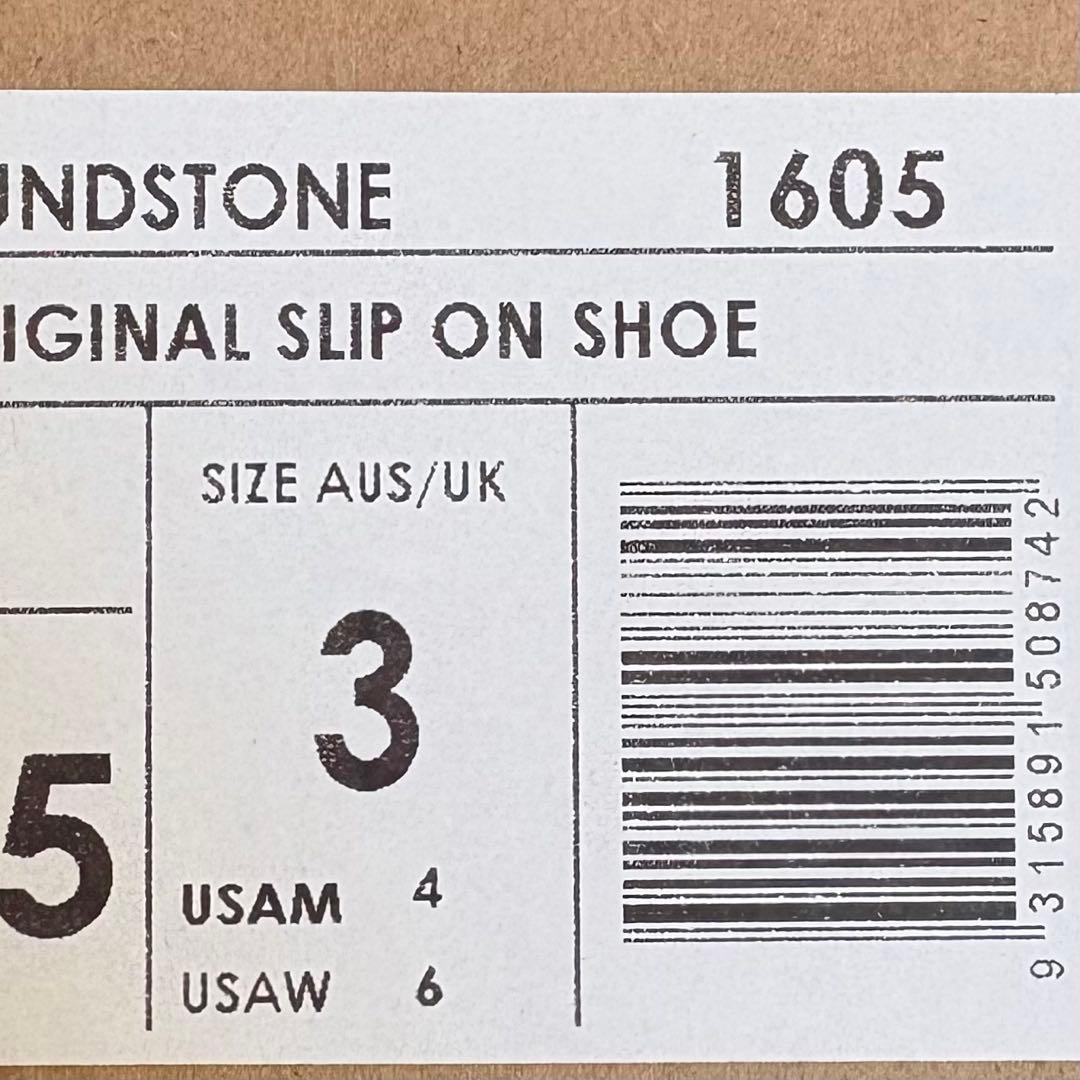 UNDSTONE 1605
IGINAL SLIP ON SHOE
SIZE AUS/UK
3
5
USAM 4
USAW 6
9 315891 508742